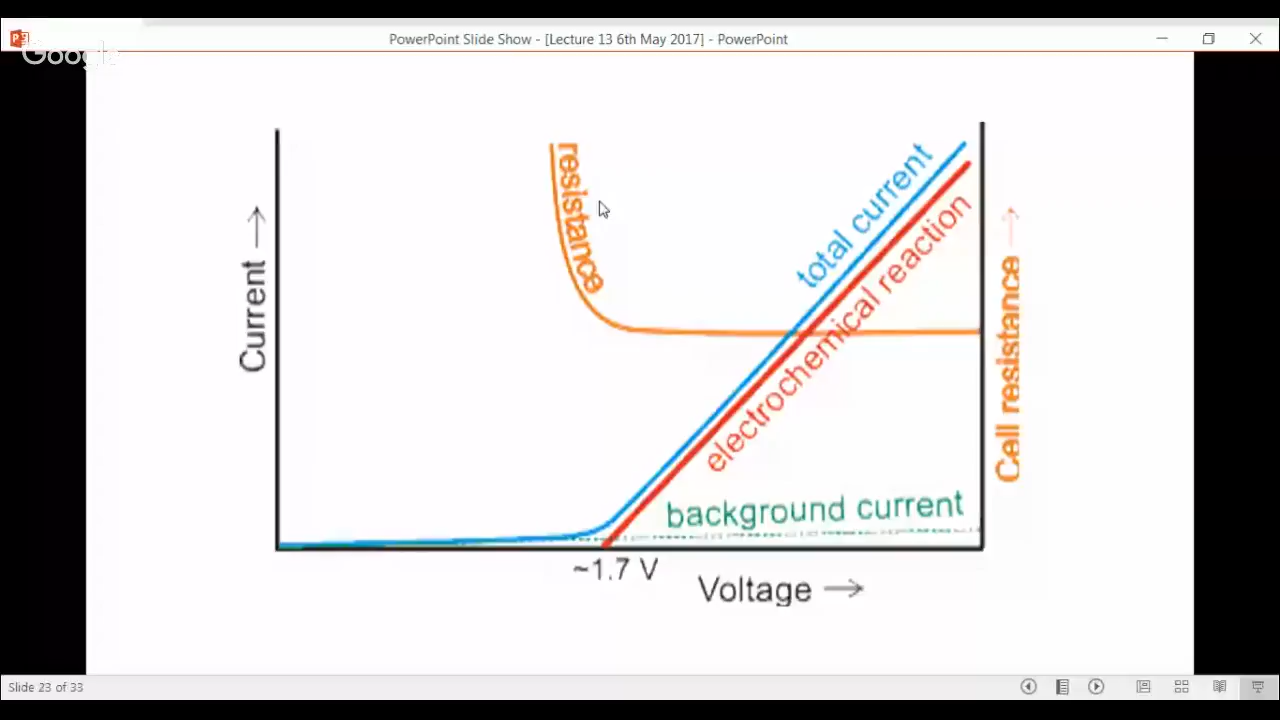 PowerPoint Slide Show - [Lecture 13 6th May 2017] - PowerPoint
Google
resistance
total current
electrochemical reaction
Current
Cell resistance
background current
~1.7 V
Voltage
Slide 23 of 33